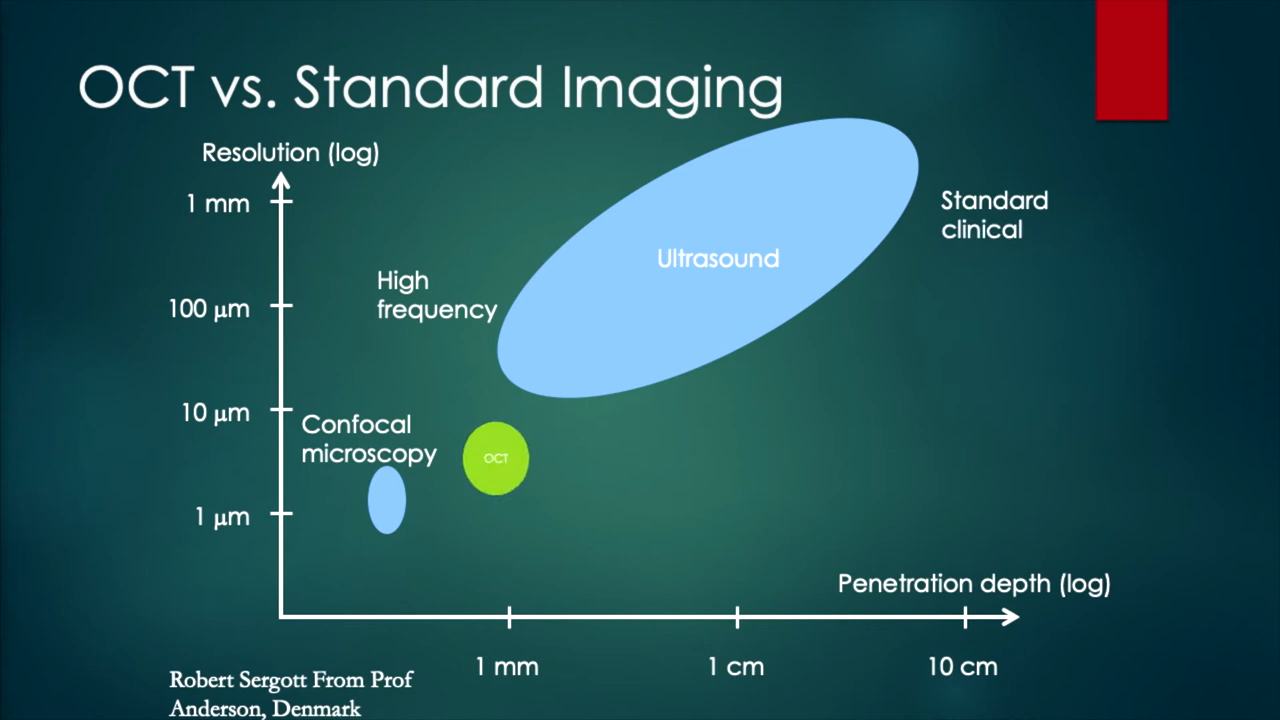 OCT vs. Standard Imaging
Resolution (log)
1 mm
100 µm
10 µm
1 µm
High
frequency
Ultrasound
Standard
clinical
Confocal
microscopy
OCT
Penetration depth (log)
1 mm
1 cm
10 cm
Robert Sergott From Prof
Anderson, Denmark